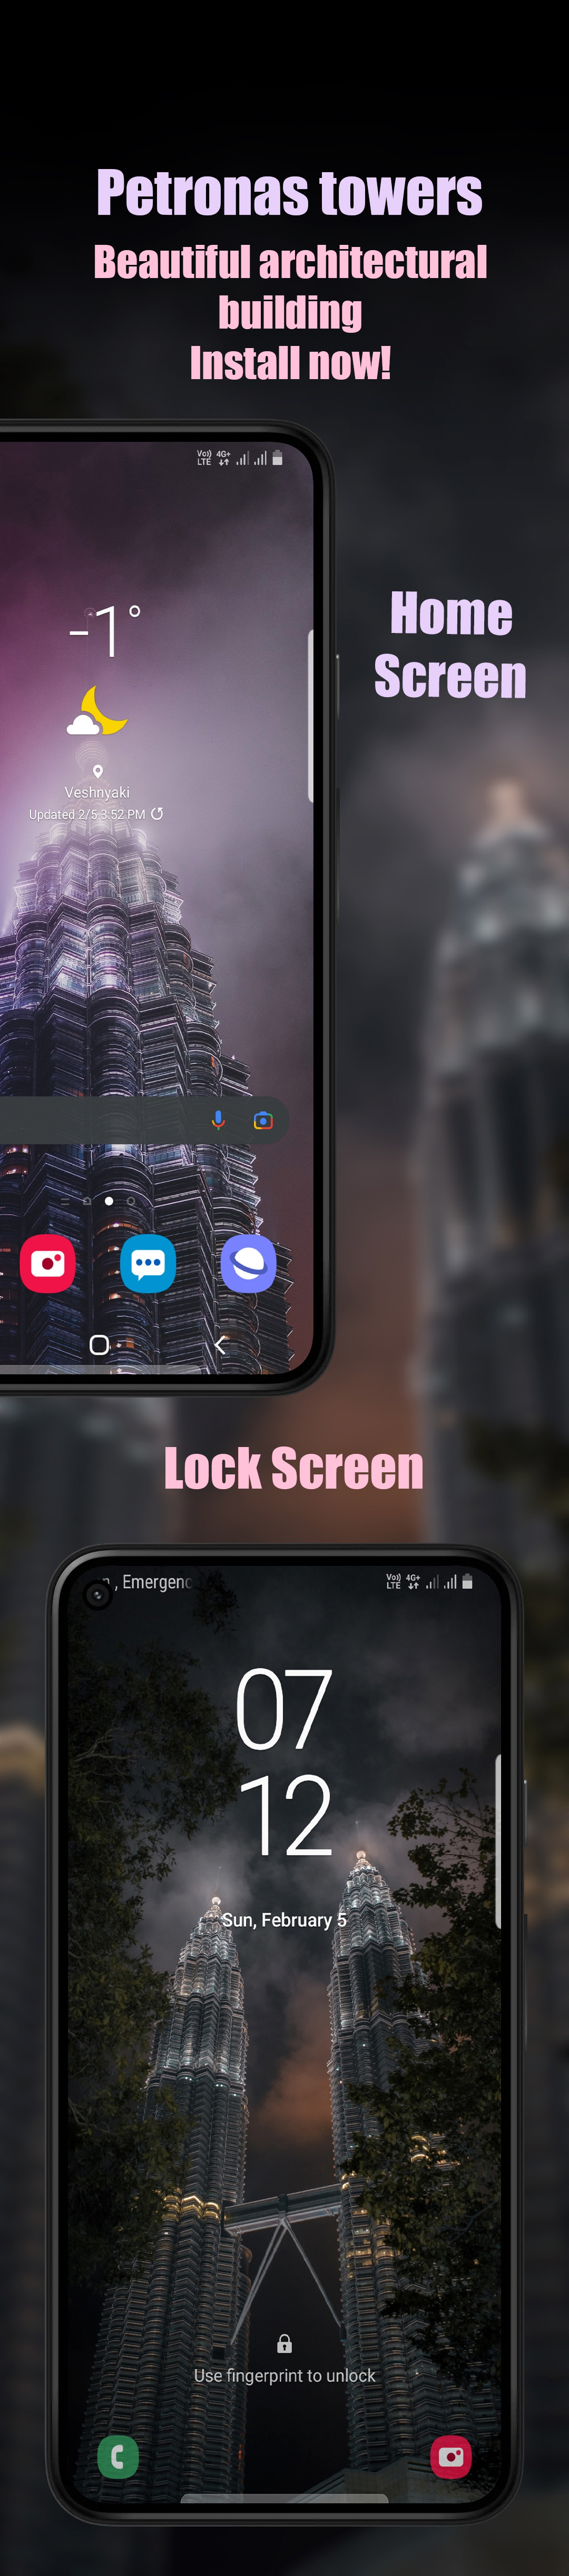 Petronas towers
Beautiful architectural
building
Install now!
Vo)) 4G+
LTE
-1°
Veshnyaki
Updated 2/5 3:52 PM
Home
Screen
Lock Screen
, Emergenc
Vo)) 4G+
LTE
07
12
Sun, February 5
Use fingerprint to unlock